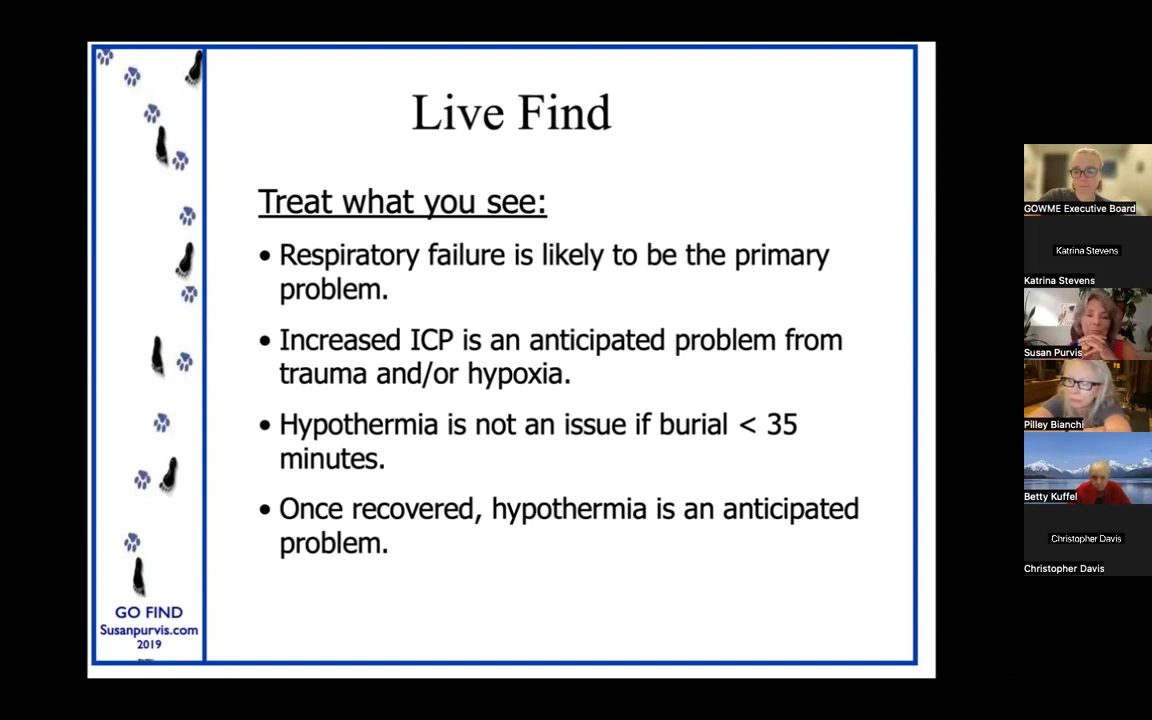 Live Find
Treat what you see:
• Respiratory failure is likely to be the primary
problem.
• Increased ICP is an anticipated problem from
trauma and/or hypoxia.
• Hypothermia is not an issue if burial < 35
minutes.
• Once recovered, hypothermia is an anticipated
problem.
GO FIND
Susanpurvis.com
2019
GOWME Executive Board
Katrina Stevens
Katrina Stevens
Susan Purvis
Pilley Bianchi
Betty Kuffel
Christopher Davis
Christopher Davis